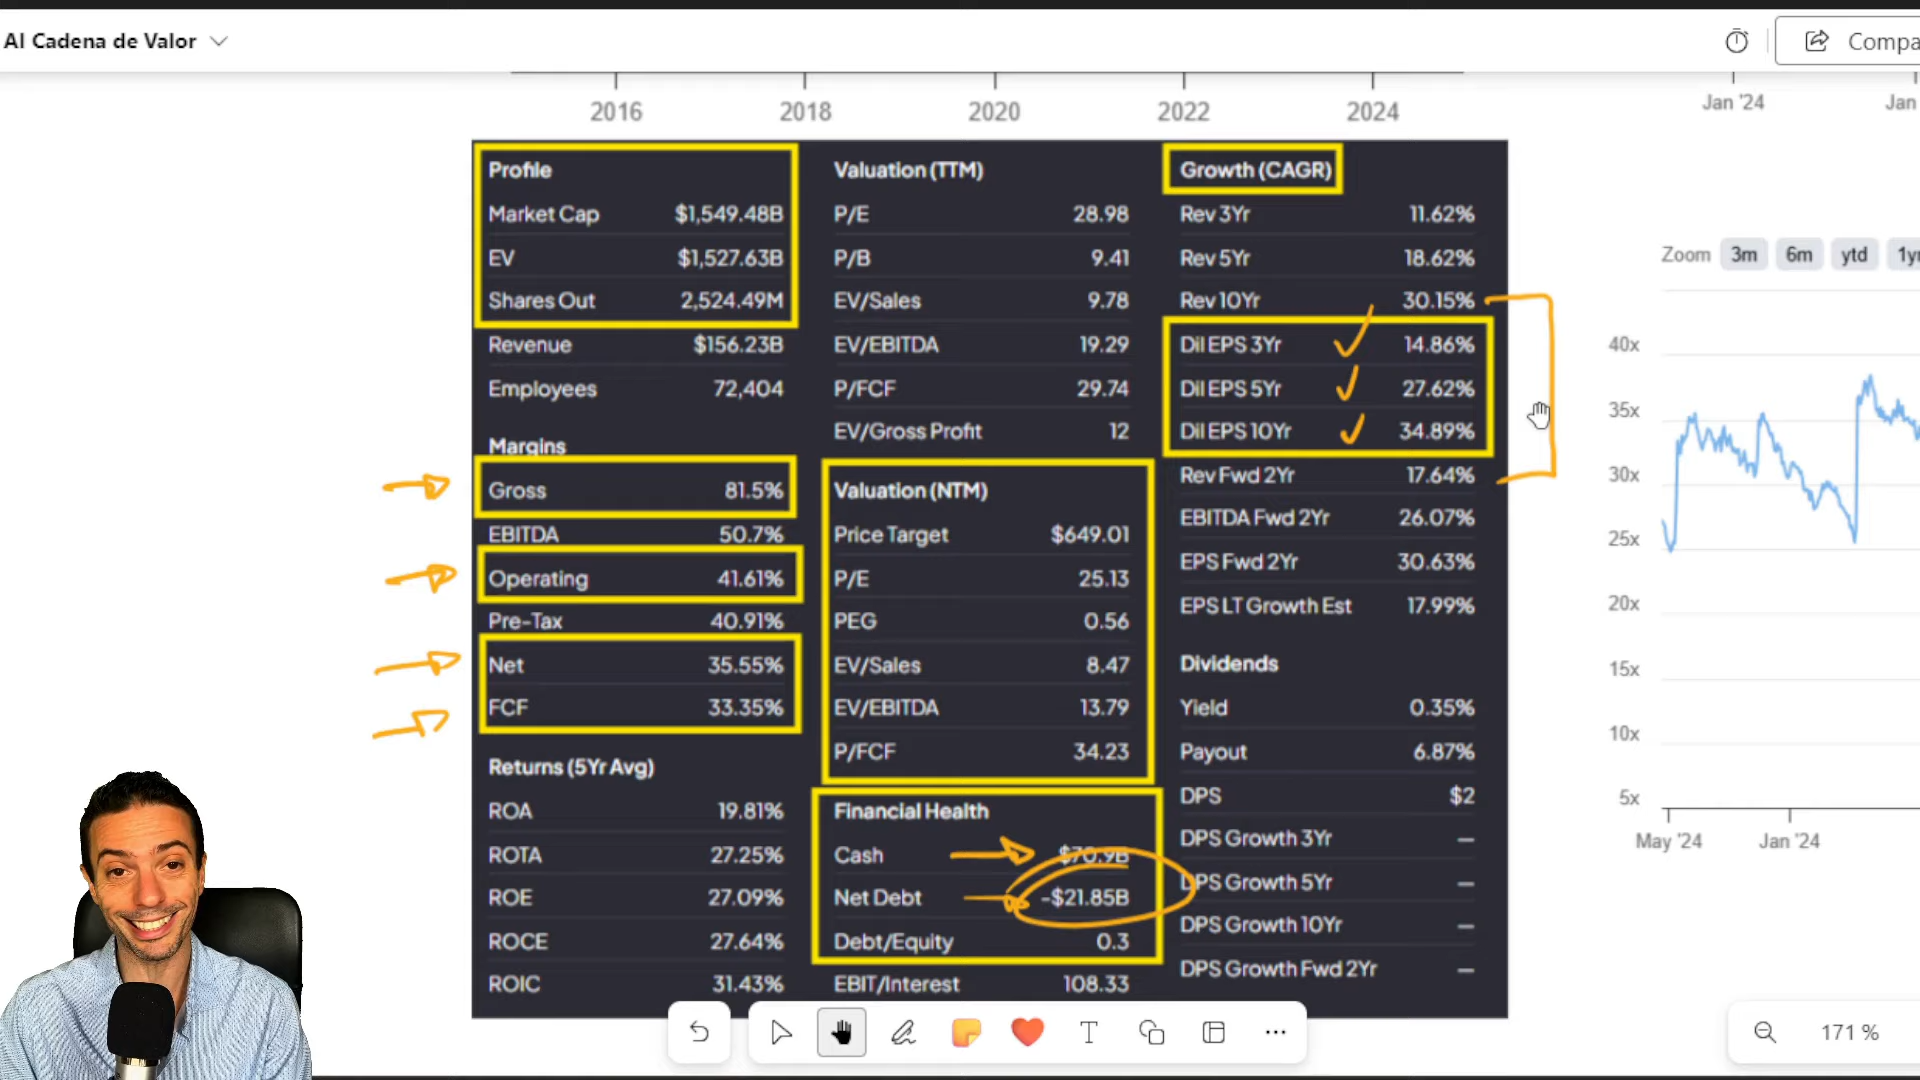 AI Cadena de Valor
Compa
2016 2018 2020 2022 2024
Jan '24 Jan
Profile
Market Cap $1,549.48B
EV $1,527.63B
Shares Out 2,524.49M
Revenue $156.23B
Employees 72,404
Margins
Gross 81.5%
EBITDA 50.7%
Operating 41.61%
Pre-Tax 40.91%
Net 35.55%
FCF 33.35%
Returns (5Yr Avg)
ROA 19.81%
ROTA 27.25%
ROE 27.09%
ROCE 27.64%
ROIC 31.43%
Valuation (TTM)
P/E 28.98
P/B 9.41
EV/Sales 9.78
EV/EBITDA 19.29
P/FCF 29.74
EV/Gross Profit 12
Valuation (NTM)
Price Target $649.01
P/E 25.13
PEG 0.56
EV/Sales 8.47
EV/EBITDA 13.79
P/FCF 34.23
Financial Health
Cash $70.9B
Net Debt -$21.85B
Debt/Equity 0.3
EBIT/Interest 108.33
Growth (CAGR)
Rev 3Yr 11.62%
Rev 5Yr 18.62%
Rev 10Yr 30.15%
Dil EPS 3Yr 14.86%
Dil EPS 5Yr 27.62%
Dil EPS 10Yr 34.89%
Rev Fwd 2Yr 17.64%
EBITDA Fwd 2Yr 26.07%
EPS Fwd 2Yr 30.63%
EPS LT Growth Est 17.99%
Dividends
Yield 0.35%
Payout 6.87%
DPS $2
DPS Growth 3Yr —
DPS Growth 5Yr —
DPS Growth 10Yr —
DPS Growth Fwd 2Yr —
Zoom 3m 6m ytd 1y
40x
35x
30x
25x
20x
15x
10x
5x
May '24 Jan '24
T
171 %